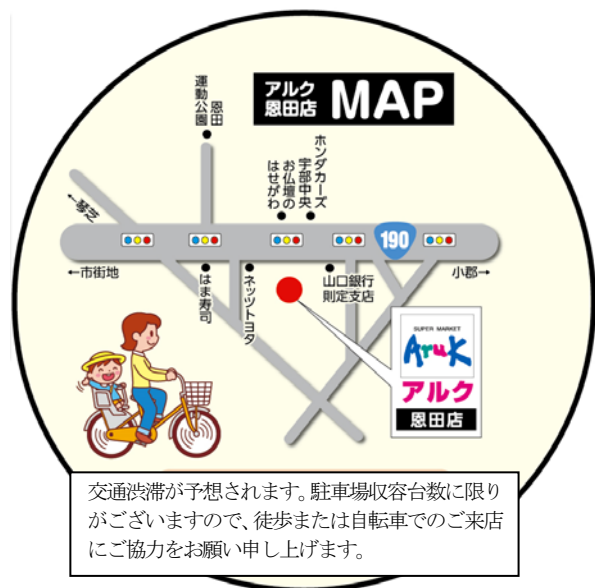 アルク
恩田店
MAP
恩田
運動公園
ホンダカーズ
宇部中央
お仏壇の
はせがわ
←琴芝
190
←市街地
小郡→
はま寿司
ネッツトヨタ
山口銀行
則定支店
SUPER MARKET
Aruk
アルク
恩田店
交通渋滞が予想されます。駐車場収容台数に限り
がございますので、徒歩または自転車でのご来店
にご協力をお願い申し上げます。